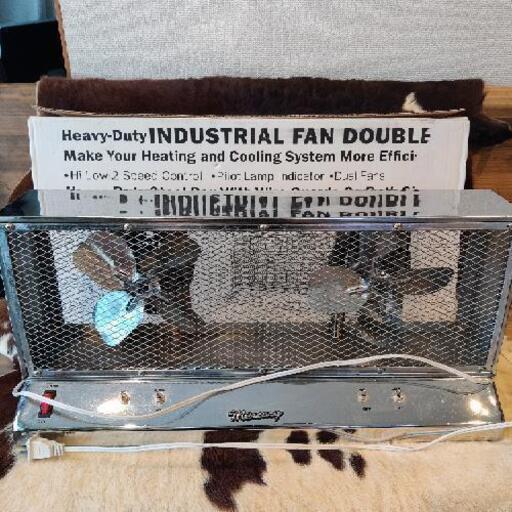 Heavy-Duty INDUSTRIAL FAN DOUBLE
Make Your Heating and Cooling System More Effici
•Hi Low-2 Speed Control •Pilot Lamp Indicator •Dual Fans
Mercury